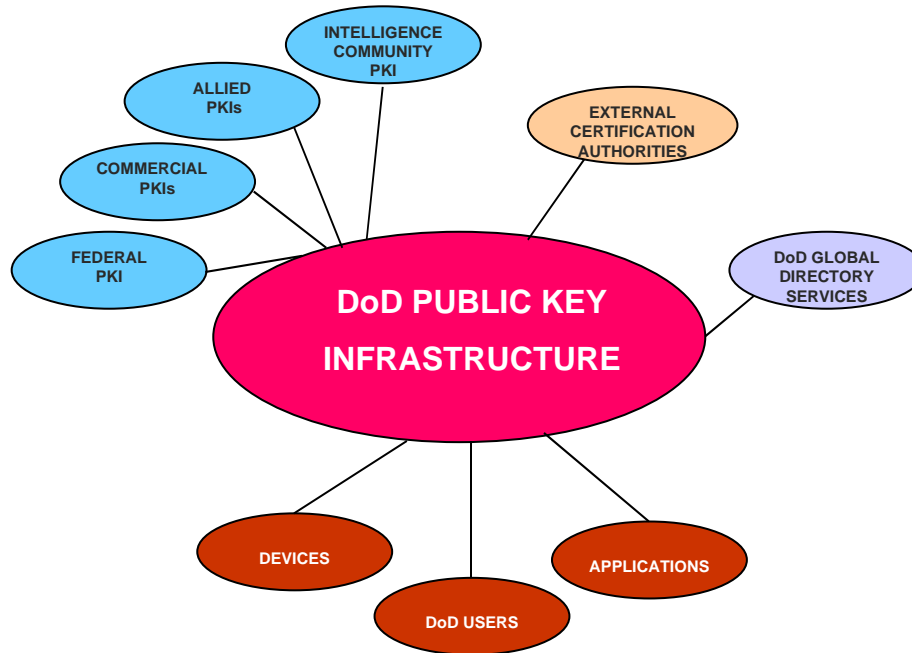 INTELLIGENCE
COMMUNITY
PKI
ALLIED
PKIs
EXTERNAL
CERTIFICATION
AUTHORITIES
COMMERCIAL
PKIs
FEDERAL
PKI
DoD GLOBAL
DIRECTORY
SERVICES
DoD PUBLIC KEY
INFRASTRUCTURE
DEVICES
APPLICATIONS
DoD USERS